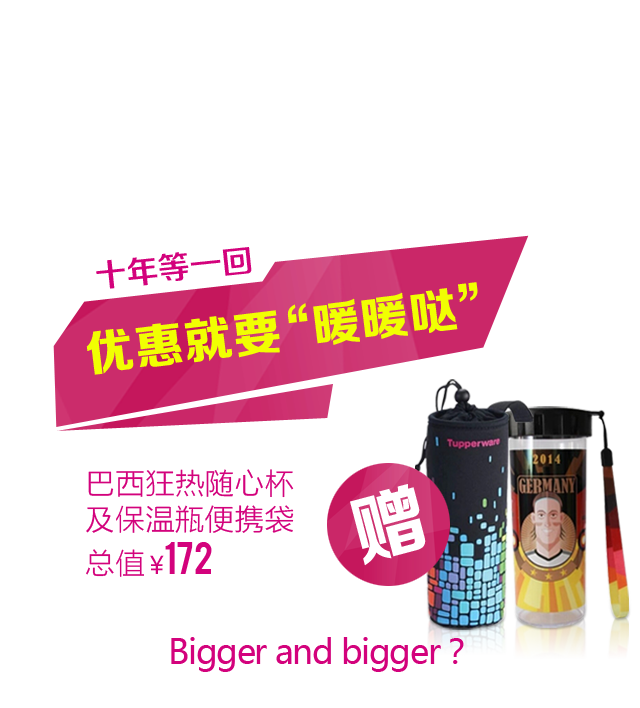 十年等一回
优惠就要“暖暖哒”
巴西狂热随心杯
及保温瓶便携袋
总值¥172
赠
Tupperware
2014
GERMANY
Bigger and bigger ?